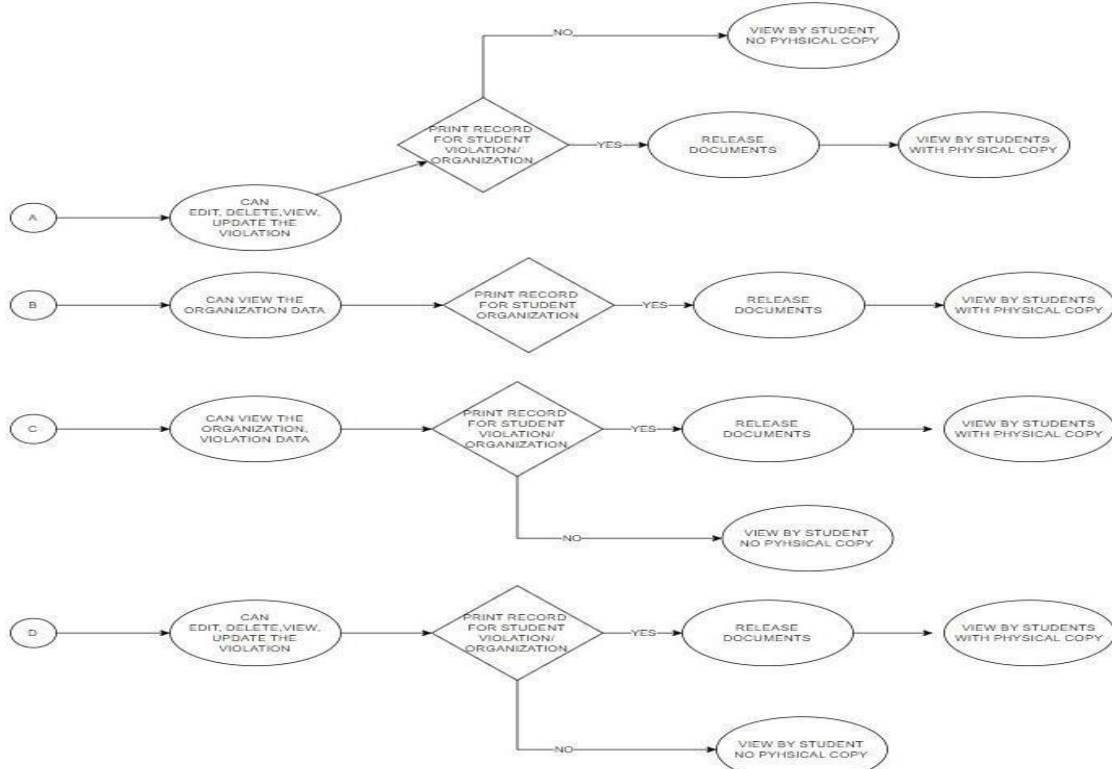 NO
VIEW BY STUDENT
NO PYHSICAL COPY
PRINT RECORD
FOR STUDENT
VIOLATION/
ORGANIZATION
YES
RELEASE
DOCUMENTS
VIEW BY STUDENTS
WITH PHYSICAL COPY
A
CAN
EDIT, DELETE,VIEW,
UPDATE THE
VIOLATION
B
CAN VIEW THE
ORGANIZATION DATA
PRINT RECORD
FOR STUDENT
ORGANIZATION
YES
RELEASE
DOCUMENTS
VIEW BY STUDENTS
WITH PHYSICAL COPY
C
CAN VIEW THE
ORGANIZATION,
VIOLATION DATA
PRINT RECORD
FOR STUDENT
VIOLATION/
ORGANIZATION
YES
RELEASE
DOCUMENTS
VIEW BY STUDENTS
WITH PHYSICAL COPY
NO
VIEW BY STUDENT
NO PYHSICAL COPY
D
CAN
EDIT, DELETE,VIEW,
UPDATE THE
VIOLATION
PRINT RECORD
FOR STUDENT
VIOLATION/
ORGANIZATION
YES
RELEASE
DOCUMENTS
VIEW BY STUDENTS
WITH PHYSICAL COPY
NO
VIEW BY STUDENT
NO PYHSICAL COPY